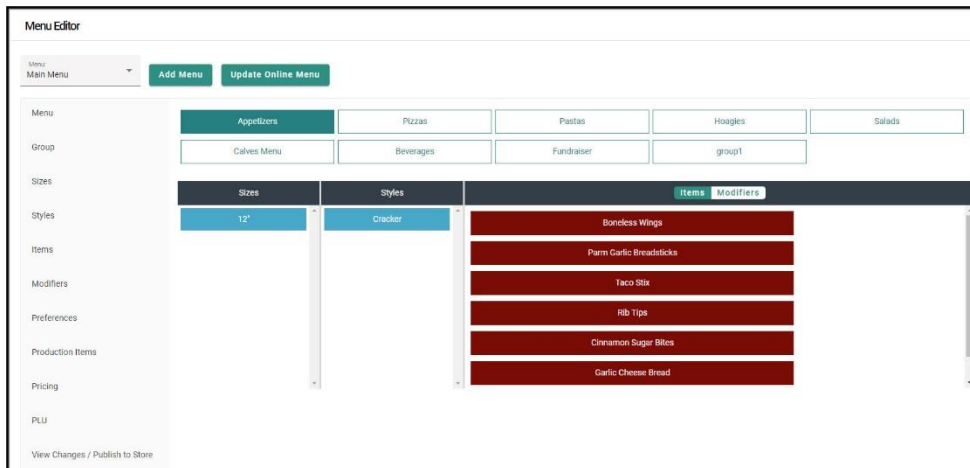 Menu Editor
Menu
Main Menu
Add Menu
Update Online Menu
Menu
Group
Sizes
Styles
Items
Modifiers
Preferences
Production Items
Pricing
PLU
View Changes / Publish to Store
Appetizers Pizzas Pastas Hoagies Salads
Calves Menu Beverages Fundraiser group1
Sizes Styles Items Modifiers
12" Cracker
Boneless Wings
Parm Garlic Breadsticks
Taco Stix
Rib Tips
Cinnamon Sugar Bites
Garlic Cheese Bread